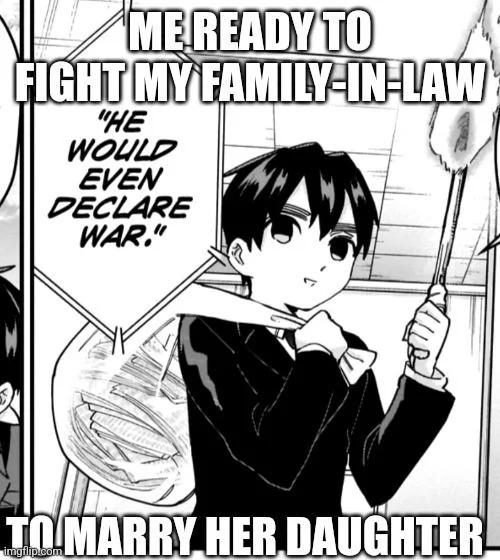 ME READY TO
FIGHT MY FAMILY-IN-LAW
"HE
WOULD
EVEN
DECLARE
WAR."
TO MARRY HER DAUGHTER
imgflip.com